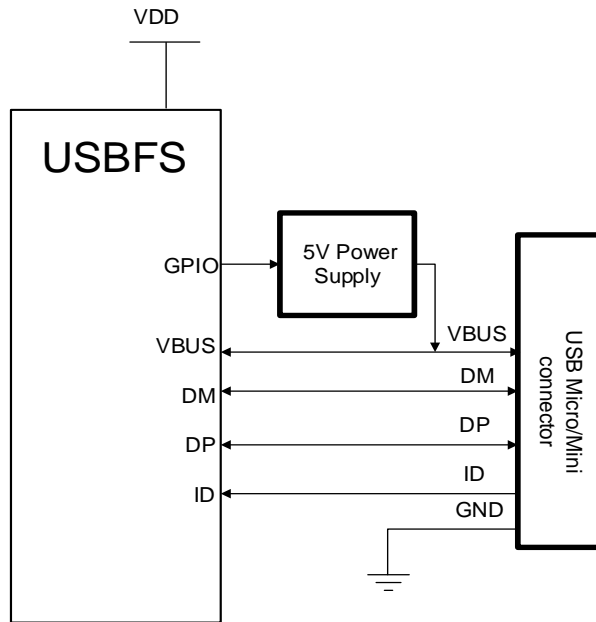 VDD
USBFS
5V Power
Supply
GPIO
VBUS
VBUS
DM
DM
DP
DP
ID
ID
GND
USB Micro/Mini
connector